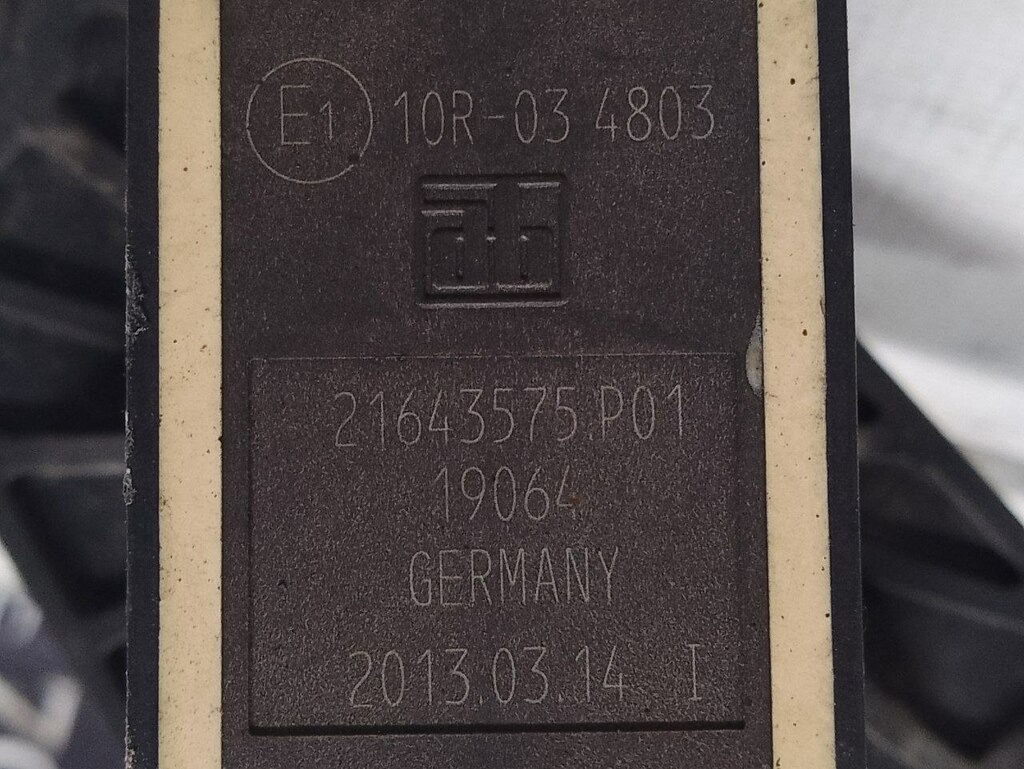 E1 10R-03 4803
21643575.P01
19064
GERMANY
2013.03.14 I